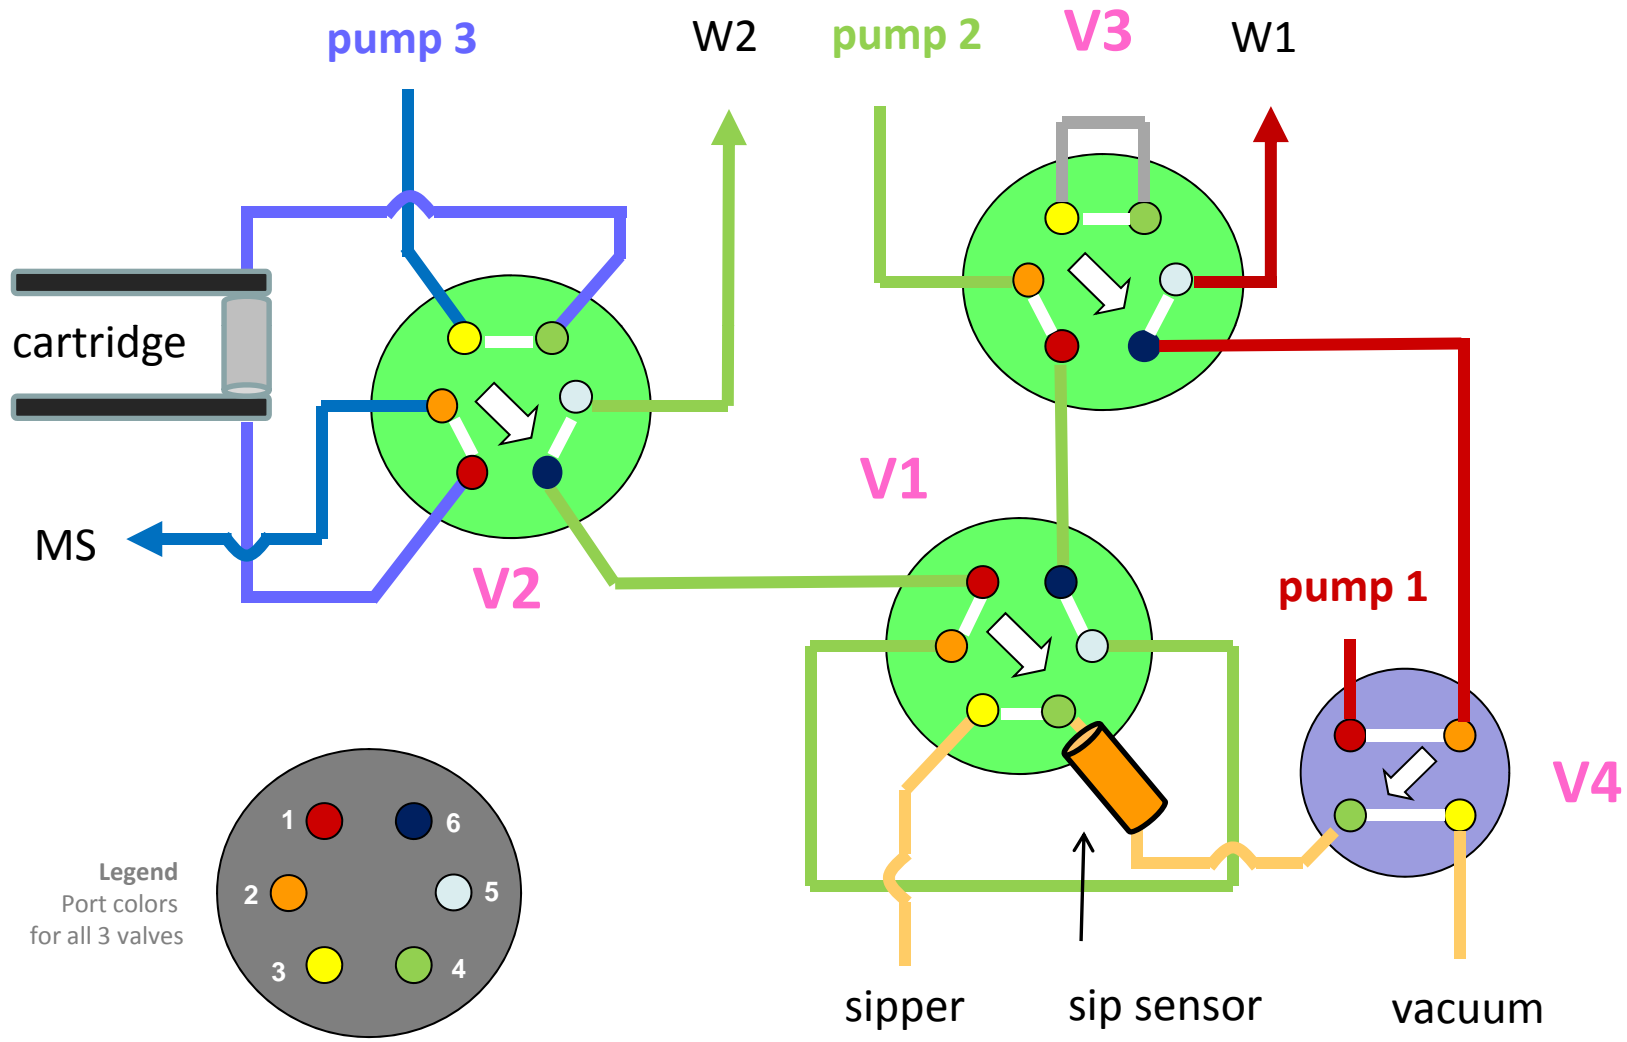 pump 3
W2
pump 2
V3
W1
cartridge
V1
MS
V2
pump 1
V4
1
6
Legend
Port colors
for all 3 valves
2
5
3
4
sipper
sip sensor
vacuum